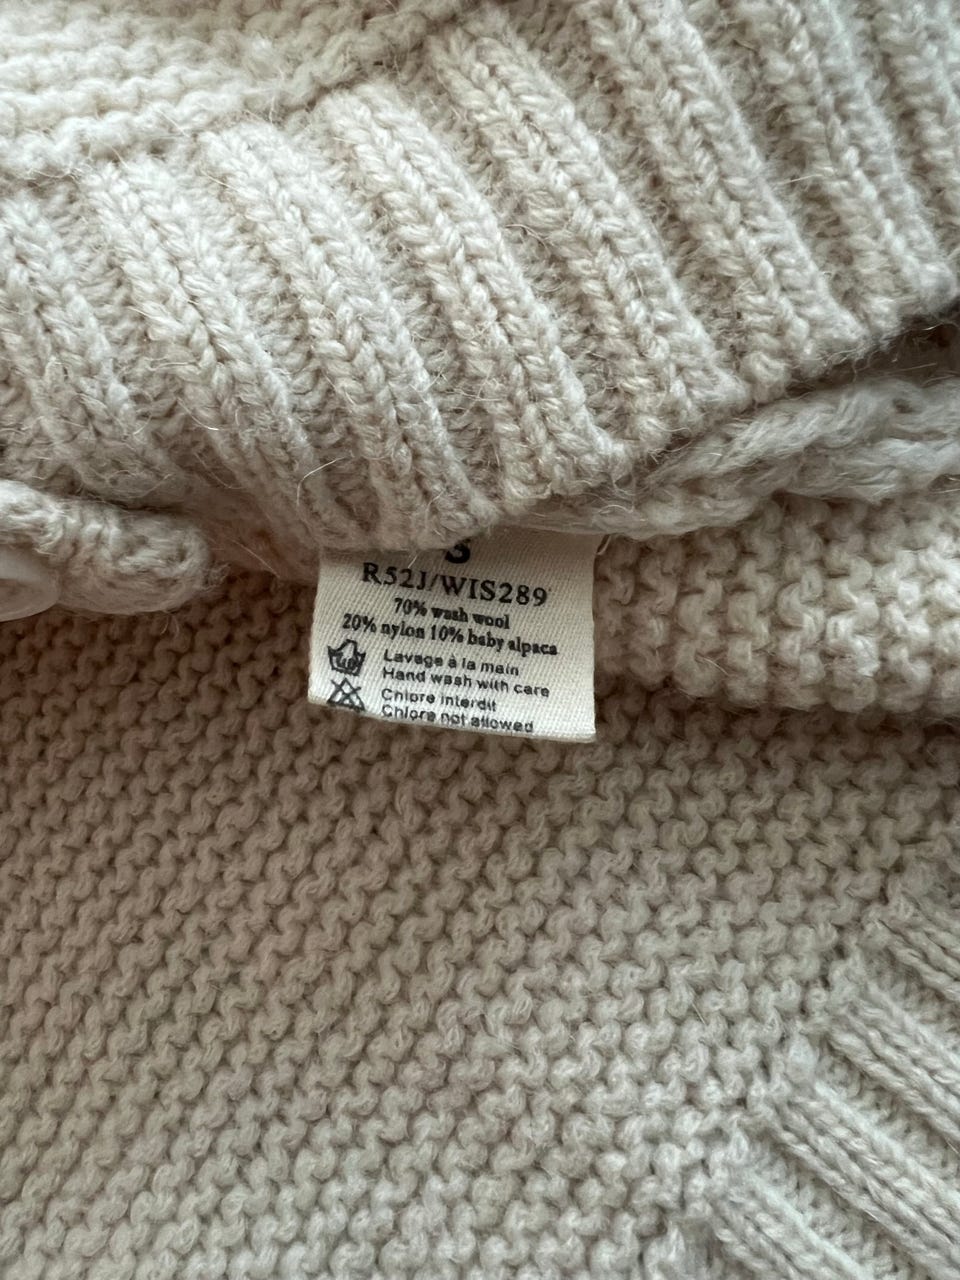 S
R52J/WIS289
70% wash wool
20% nylon 10% baby alpaca
40
Lavage à la main
Hand wash with care
Chlore interdit
Chlore not allowed